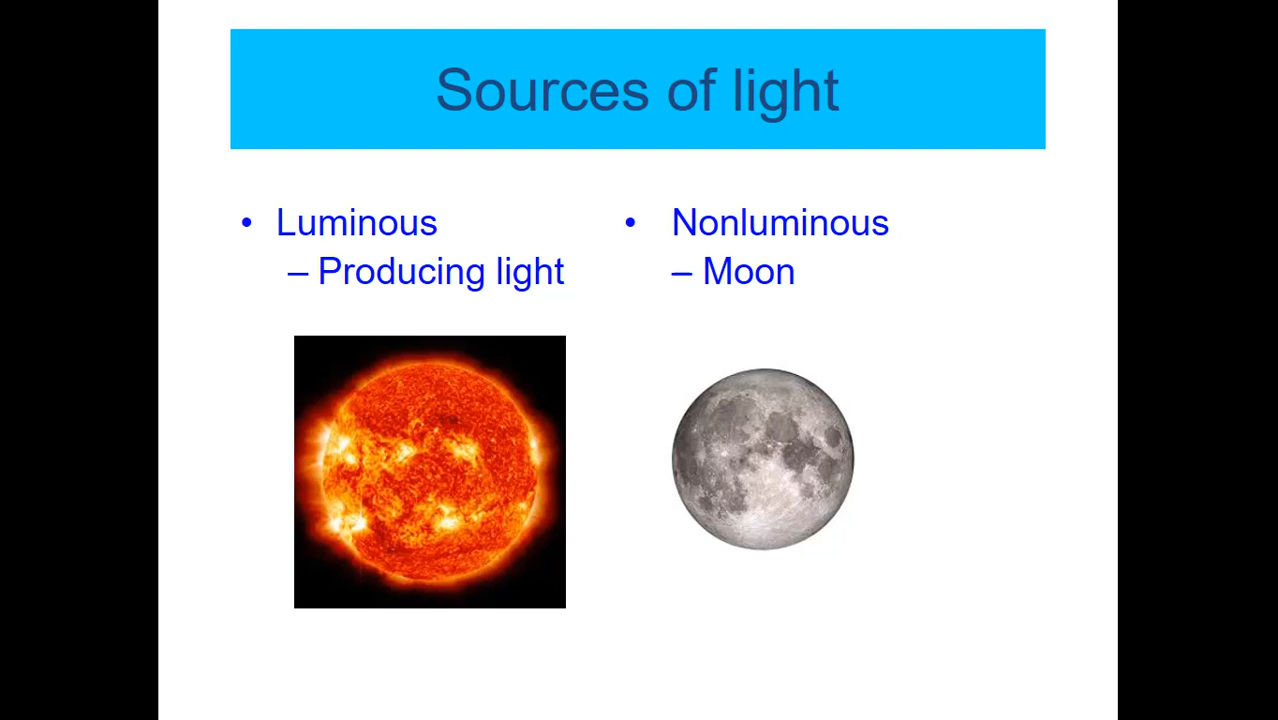 Sources of light
• Luminous
– Producing light
• Nonluminous
– Moon